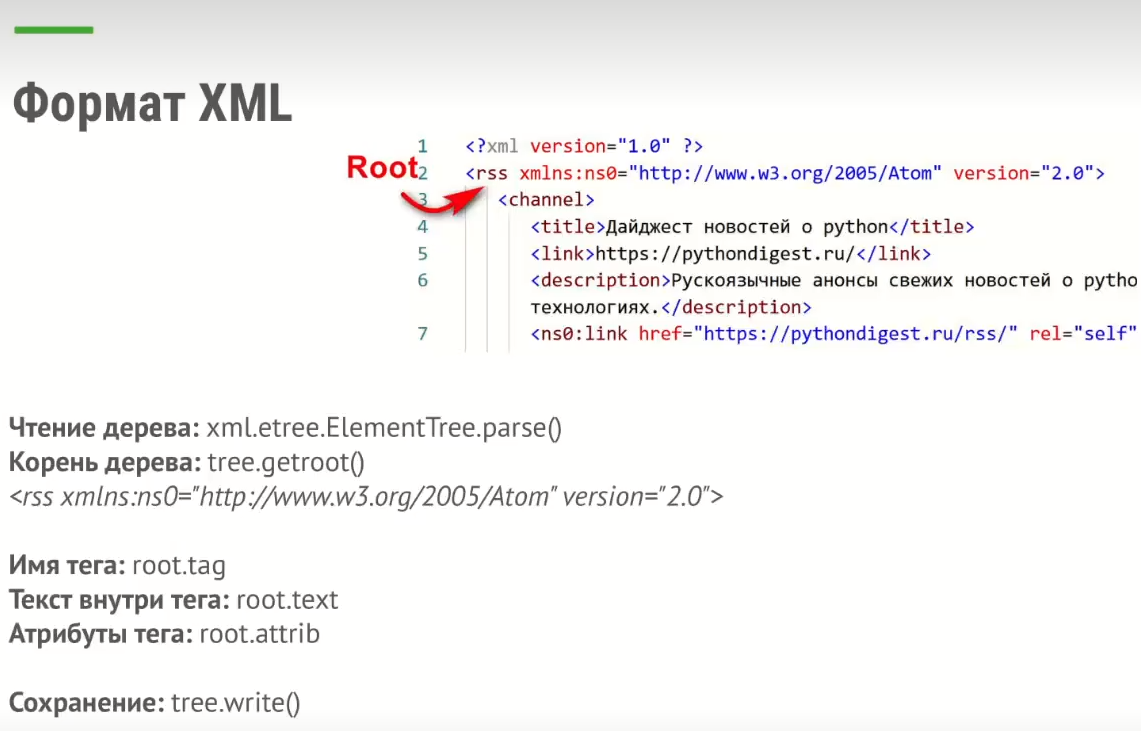 Формат XML
Root
1 <?xml version="1.0" ?>
2 <rss xmlns:ns0="http://www.w3.org/2005/Atom" version="2.0">
3 <channel>
4 <title>Дайджест новостей о python</title>
5 <link>https://pythondigest.ru/</link>
6 <description>Рускоязычные анонсы свежих новостей о pytho
технологиях.</description>
7 <ns0:link href="https://pythondigest.ru/rss/" rel="self"
Чтение дерева: xml.etree.ElementTree.parse()
Корень дерева: tree.getroot()
<rss xmlns:ns0="http://www.w3.org/2005/Atom" version="2.0">
Имя тега: root.tag
Текст внутри тега: root.text
Атрибуты тега: root.attrib
Сохранение: tree.write()